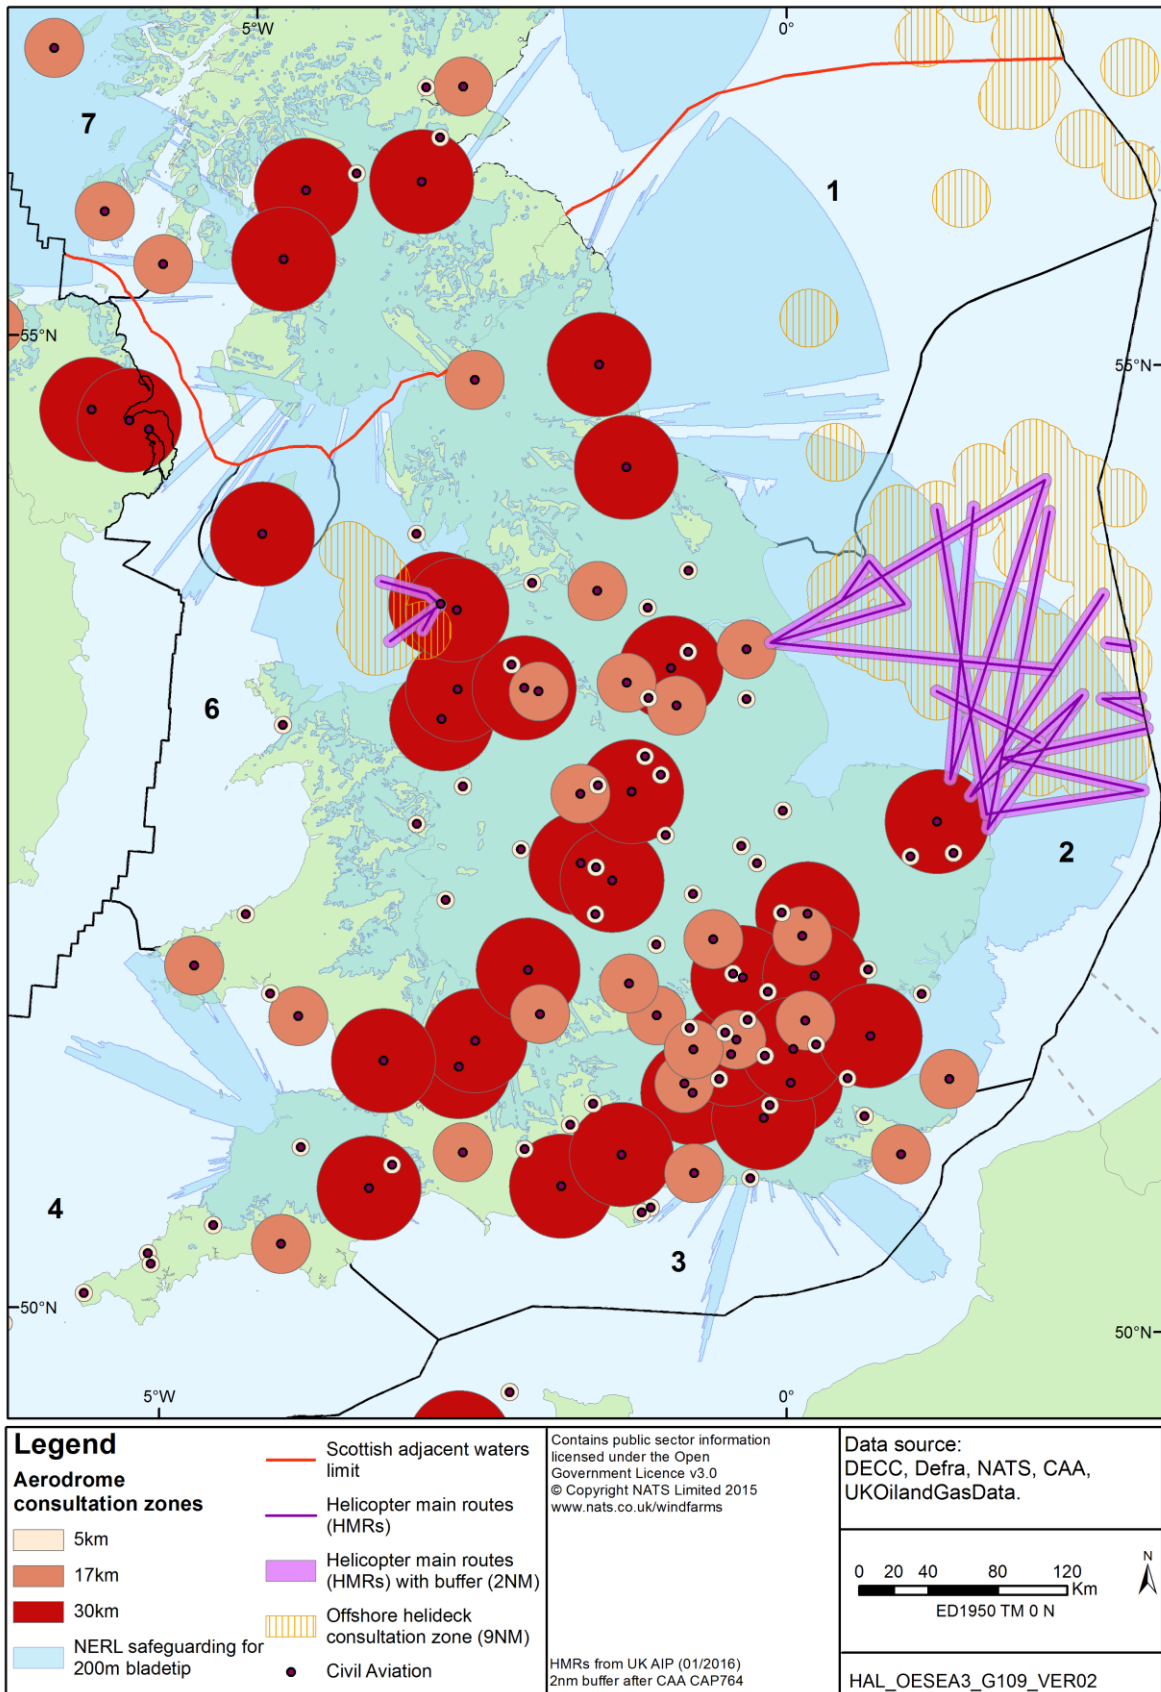 5°W
0°
7
1
55°N
55°N
6
2
4
3
50°N
50°N
5°W
0°
Legend
Aerodrome
consultation zones
5km
17km
30km
NERL safeguarding for
200m bladetip
Scottish adjacent waters
limit
Helicopter main routes
(HMRs)
Helicopter main routes
(HMRs) with buffer (2NM)
Offshore helideck
consultation zone (9NM)
Civil Aviation
Contains public sector information
licensed under the Open
Government Licence v3.0
© Copyright NATS Limited 2015
www.nats.co.uk/windfarms
HMRs from UK AIP (01/2016)
2nm buffer after CAA CAP764
Data source:
DECC, Defra, NATS, CAA,
UKOilandGasData.
N
0 20 40 80 120
Km
ED1950 TM 0 N
HAL_OESEA3_G109_VER02